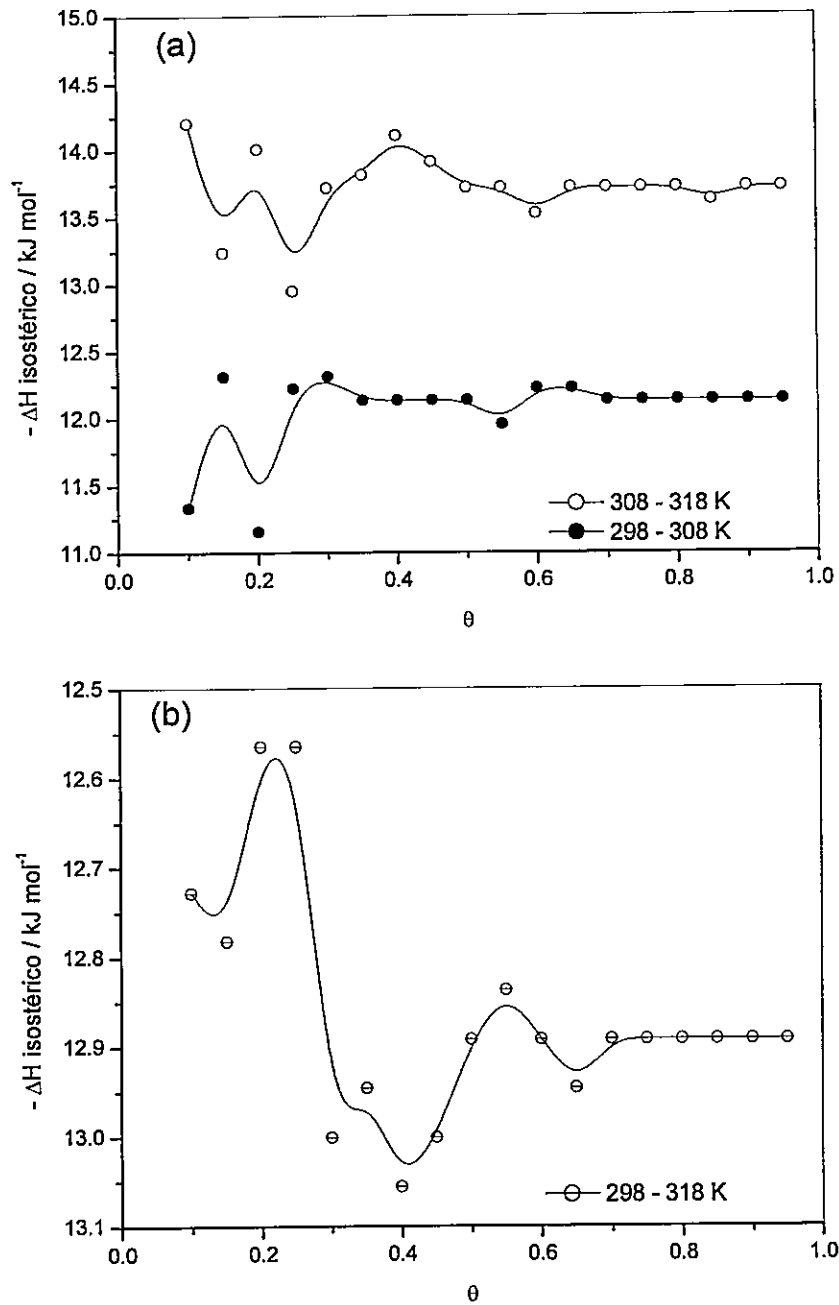 (a)
- ΔH isostérico / kJ mol⁻¹
15.0
14.5
14.0
13.5
13.0
12.5
12.0
11.5
11.0
308 - 318 K
298 - 308 K
0.0 0.2 0.4 0.6 0.8 1.0
θ
(b)
- ΔH isostérico / kJ mol⁻¹
12.5
12.6
12.7
12.8
12.9
13.0
13.1
298 - 318 K
0.0 0.2 0.4 0.6 0.8 1.0
θ